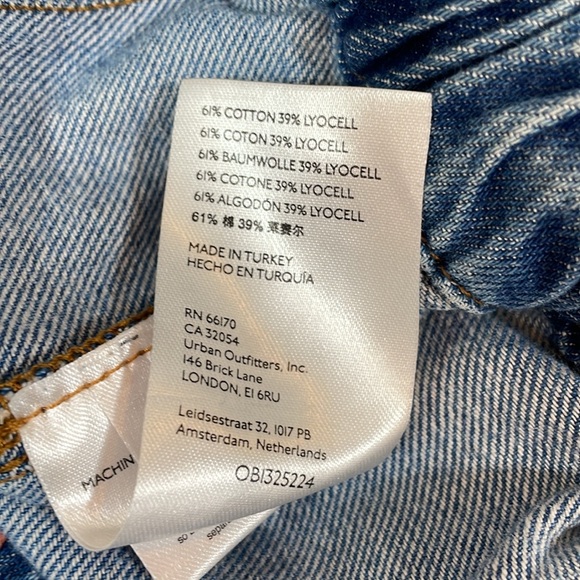 61% COTTON 39% LYOCELL
61% COTON 39% LYOCELL
61% BAUMWOLLE 39% LYOCELL
61% COTONE 39% LYOCELL
61% ALGODÓN 39% LYOCELL
61% 棉 39% 莱赛尔
MADE IN TURKEY
HECHO EN TURQUÍA
RN 66170
CA 32054
Urban Outfitters, Inc.
146 Brick Lane
LONDON, E1 6RU
Leidsestraat 32, 1017 PB
Amsterdam, Netherlands
OB1325224
MACHIN
so
separ